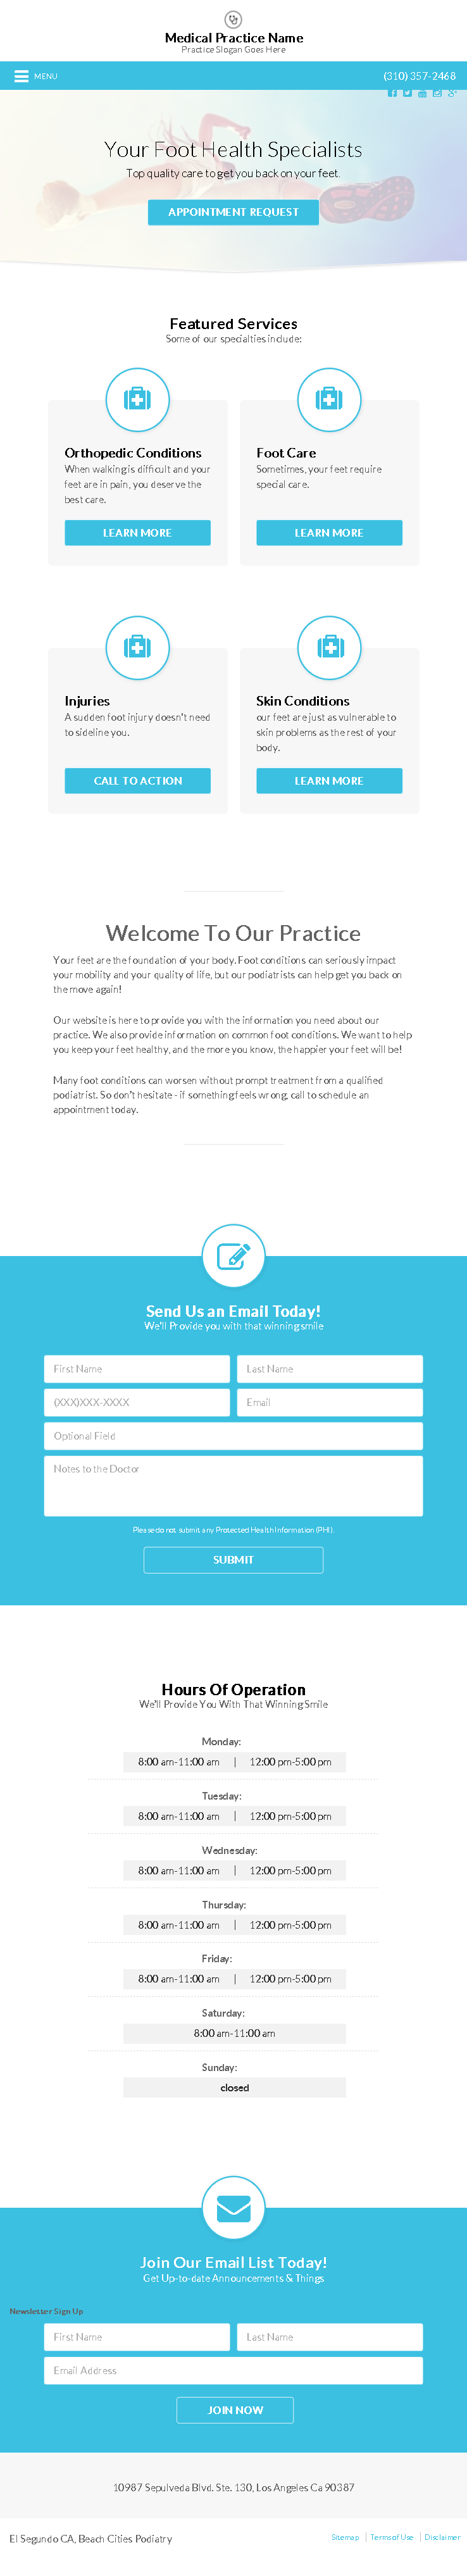 Medical Practice Name
Practice Slogan Goes Here
MENU
(310) 357-2468
Your Foot Health Specialists
Top quality care to get you back on your feet.
APPOINTMENT REQUEST
Featured Services
Some of our specialties include:
Orthopedic Conditions
When walking is difficult and your
feet are in pain, you deserve the
best care.
LEARN MORE
Foot Care
Sometimes, your feet require
special care.
LEARN MORE
Injuries
A sudden foot injury doesn't need
to sideline you.
CALL TO ACTION
Skin Conditions
our feet are just as vulnerable to
skin problems as the rest of your
body.
LEARN MORE
Welcome To Our Practice
Your feet are the foundation of your body. Foot conditions can seriously impact
your mobility and your quality of life, but our podiatrists can help get you back on
the move again!
Our website is here to provide you with the information you need about our
practice. We also provide information on common foot conditions. We want to help
you keep your feet healthy, and the more you know, the happier your feet will be!
Many foot conditions can worsen without prompt treatment from a qualified
podiatrist. So don't hesitate - if something feels wrong, call to schedule an
appointment today.
Send Us an Email Today!
We'll Provide you with that winning smile
First Name
Last Name
(XXX)XXX-XXXX
Email
Optional Field
Notes to the Doctor
Please do not submit any Protected Health Information (PHI).
SUBMIT
Hours Of Operation
We'll Provide You With That Winning Smile
Monday:
8:00 am-11:00 am | 12:00 pm-5:00 pm
Tuesday:
8:00 am-11:00 am | 12:00 pm-5:00 pm
Wednesday:
8:00 am-11:00 am | 12:00 pm-5:00 pm
Thursday:
8:00 am-11:00 am | 12:00 pm-5:00 pm
Friday:
8:00 am-11:00 am | 12:00 pm-5:00 pm
Saturday:
8:00 am-11:00 am
Sunday:
closed
Join Our Email List Today!
Get Up-to-date Announcements & Things
Newsletter Sign Up
First Name
Last Name
Email Address
JOIN NOW
10987 Sepulveda Blvd. Ste. 130, Los Angeles Ca 90387
El Segundo CA, Beach Cities Podiatry
Sitemap | Terms of Use | Disclaimer